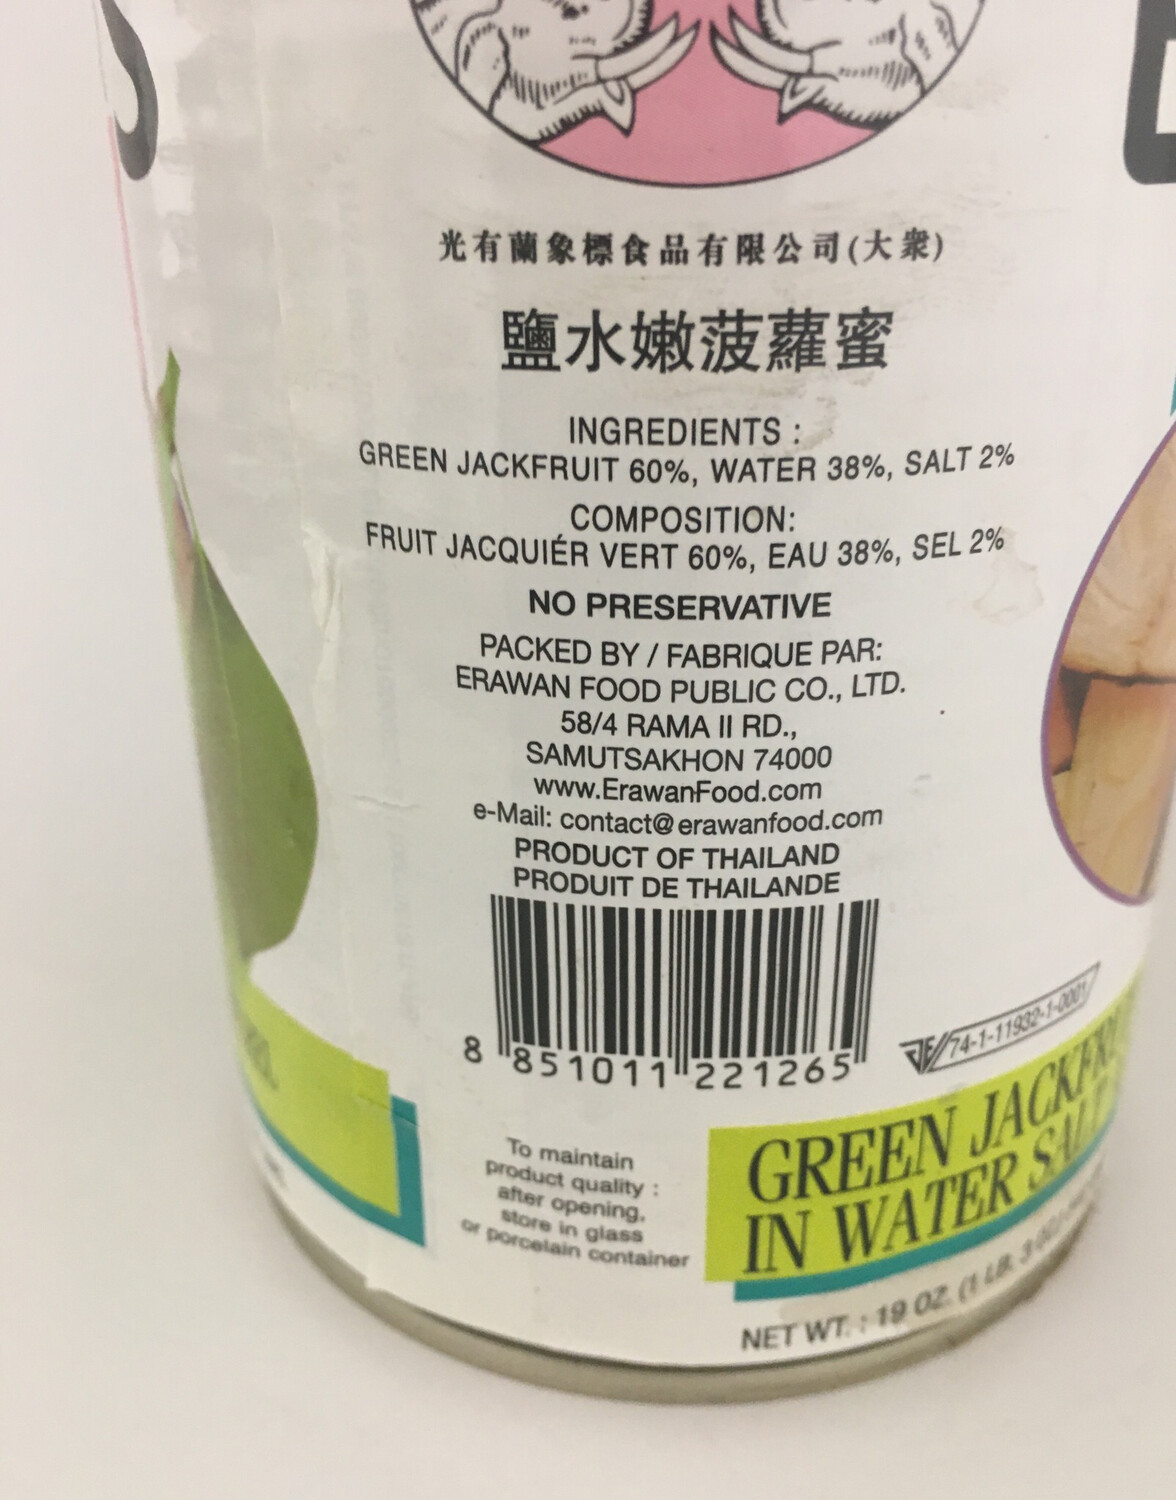 光有蘭象標食品有限公司(大衆)
鹽水嫩菠蘿蜜
INGREDIENTS :
GREEN JACKFRUIT 60%, WATER 38%, SALT 2%
COMPOSITION:
FRUIT JACQUIÉR VERT 60%, EAU 38%, SEL 2%
NO PRESERVATIVE
PACKED BY / FABRIQUE PAR:
ERAWAN FOOD PUBLIC CO., LTD.
58/4 RAMA II RD.,
SAMUTSAKHON 74000
www.ErawanFood.com
e-Mail: contact@erawanfood.com
PRODUCT OF THAILAND
PRODUIT DE THAILANDE
8 851011 221265
74-1-11932-1-0001
To maintain
product quality :
after opening,
store in glass
or porcelain container
GREEN JACKFR
IN WATER SALT
NET WT. : 19 OZ. (1 LB. 3 OZ.)